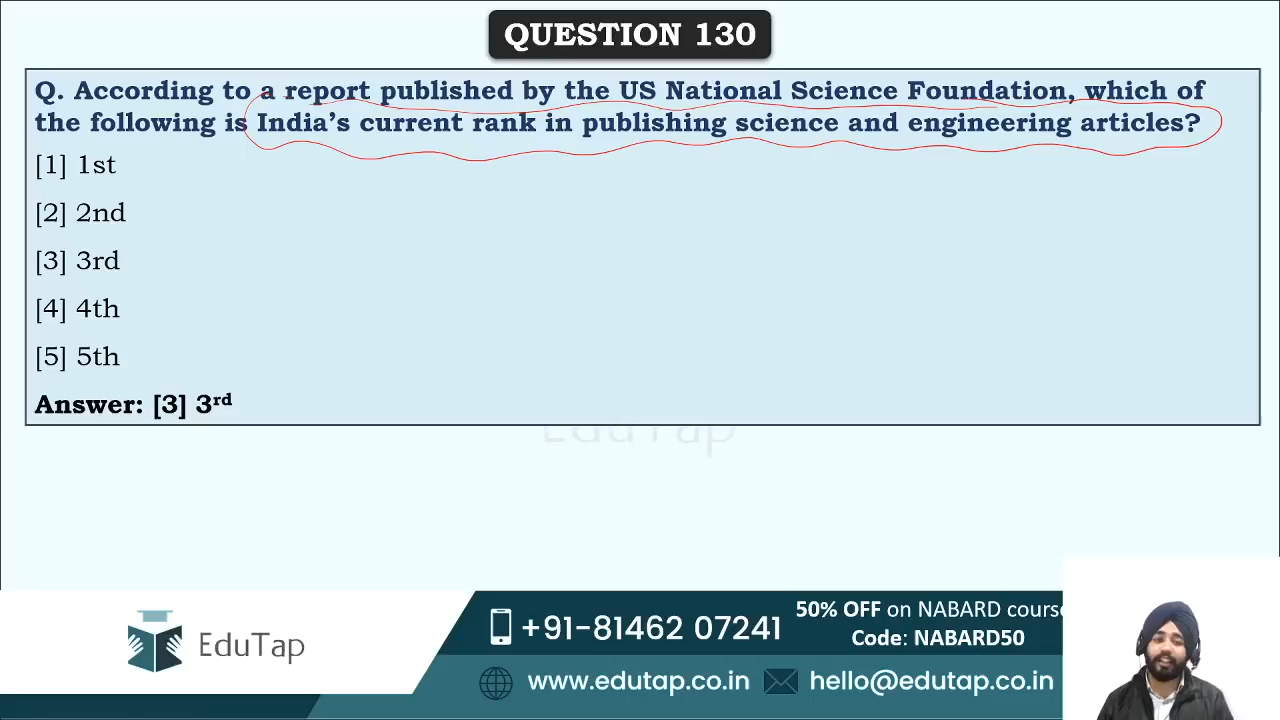 QUESTION 130
Q. According to a report published by the US National Science Foundation, which of
the following is India’s current rank in publishing science and engineering articles?
[1] 1st
[2] 2nd
[3] 3rd
[4] 4th
[5] 5th
Answer: [3] 3rd
EduTap
EduTap
+91-81462 07241
50% OFF on NABARD course
Code: NABARD50
www.edutap.co.in
hello@edutap.co.in